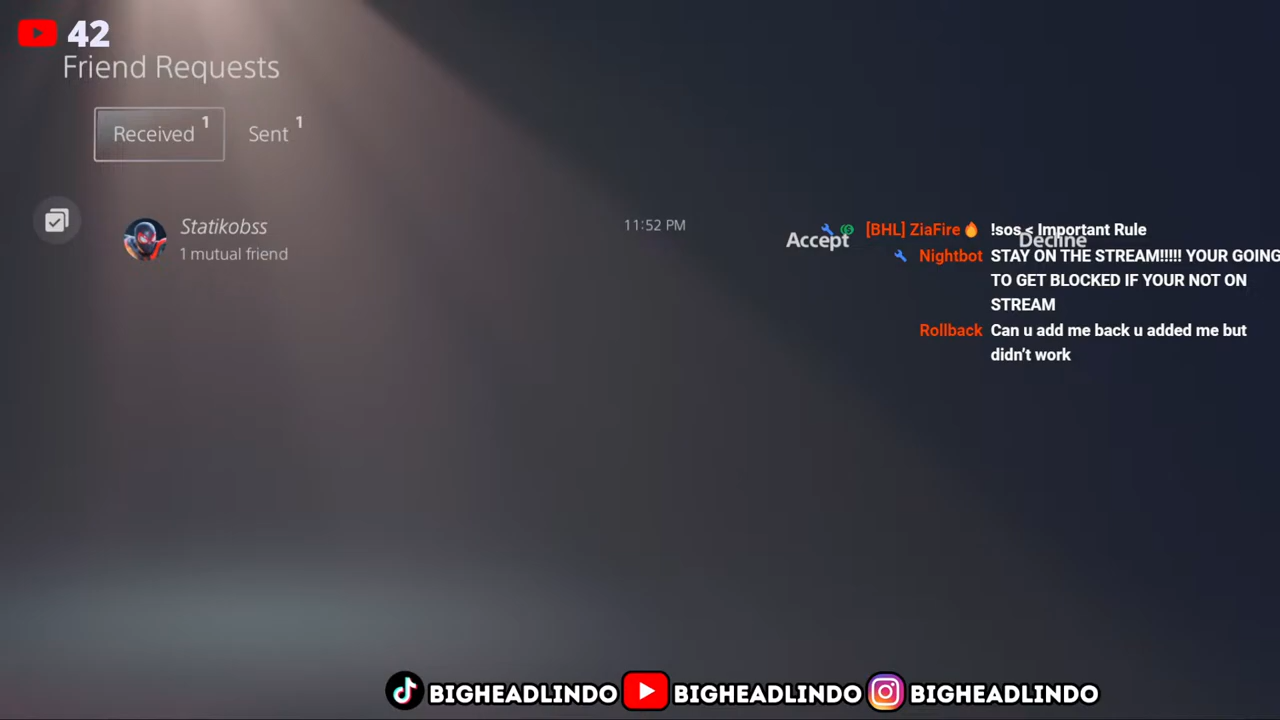 42
Friend Requests
Received 1
Sent 1
Statikobss
1 mutual friend
11:52 PM
Accept
Decline
[BHL] ZiaFire🔥 !sos < Important Rule
Nightbot STAY ON THE STREAM!!!!! YOUR GOING
TO GET BLOCKED IF YOUR NOT ON
STREAM
Rollback Can u add me back u added me but
didn't work
BIGHEADLINDO BIGHEADLINDO BIGHEADLINDO